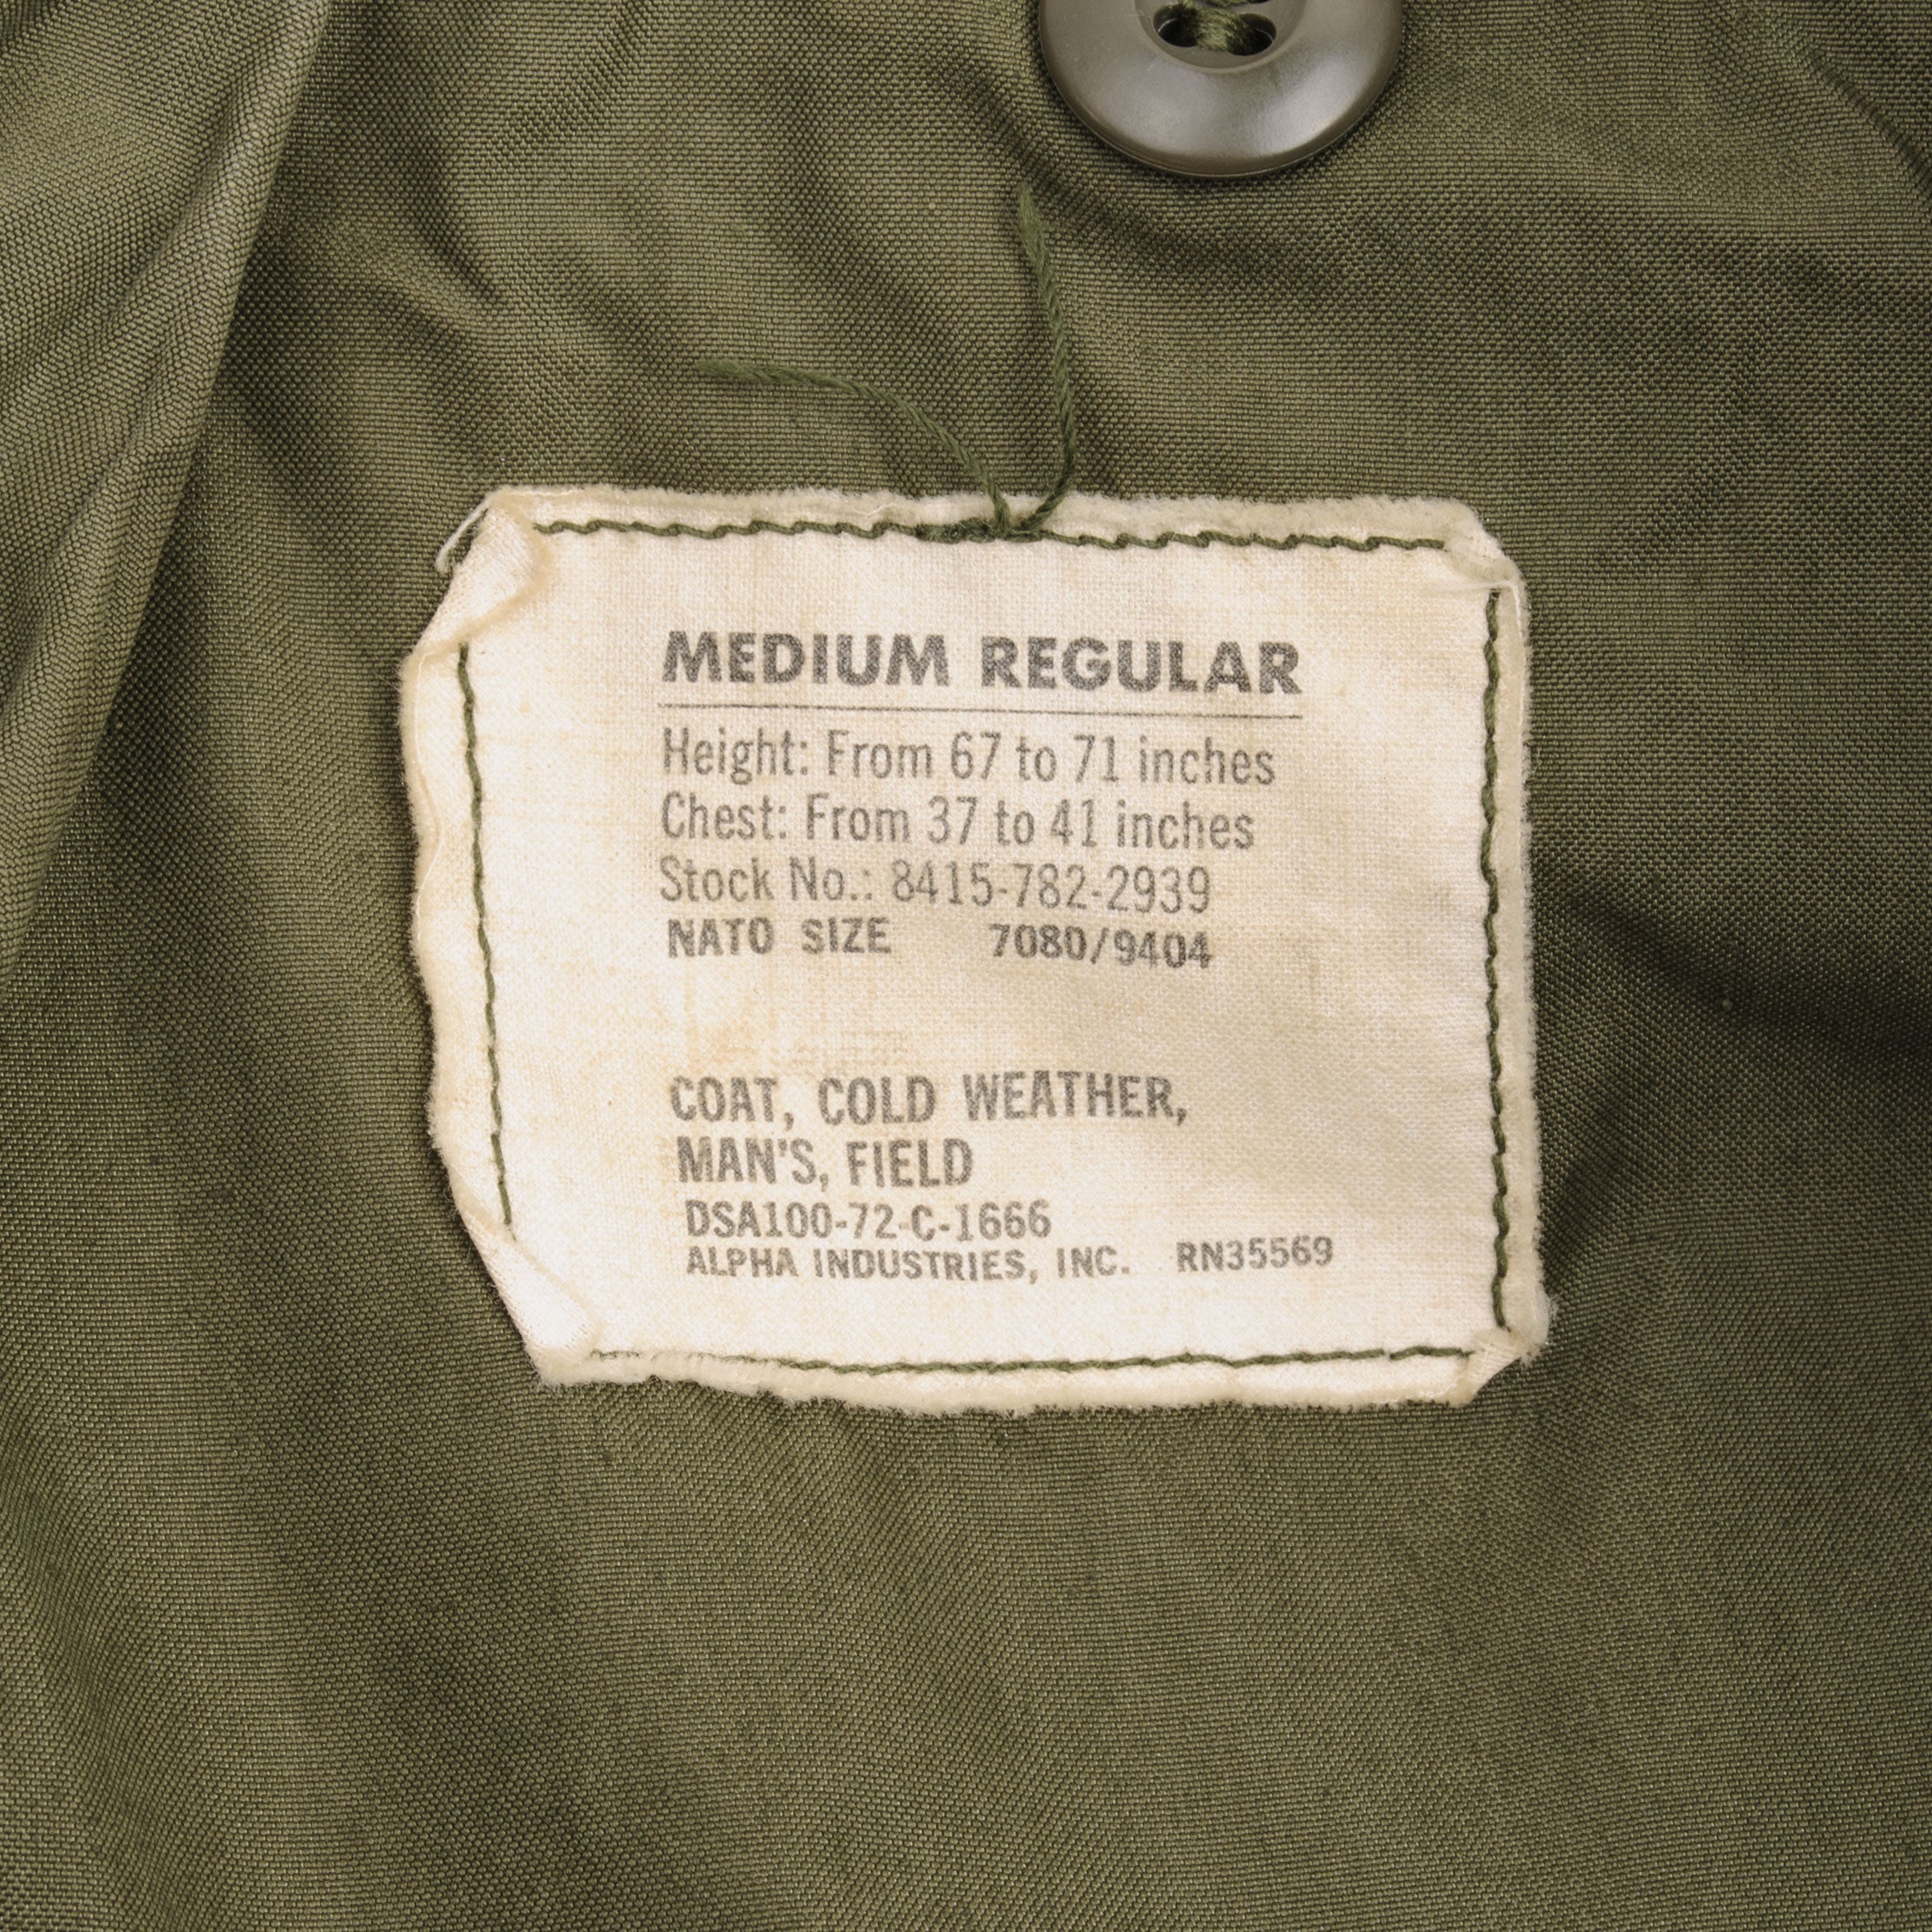 MEDIUM REGULAR
Height: From 67 to 71 inches
Chest: From 37 to 41 inches
Stock No.: 8415-782-2939
NATO SIZE 7080/9404
COAT, COLD WEATHER,
MAN'S, FIELD
DSA100-72-C-1666
ALPHA INDUSTRIES, INC. RN35569